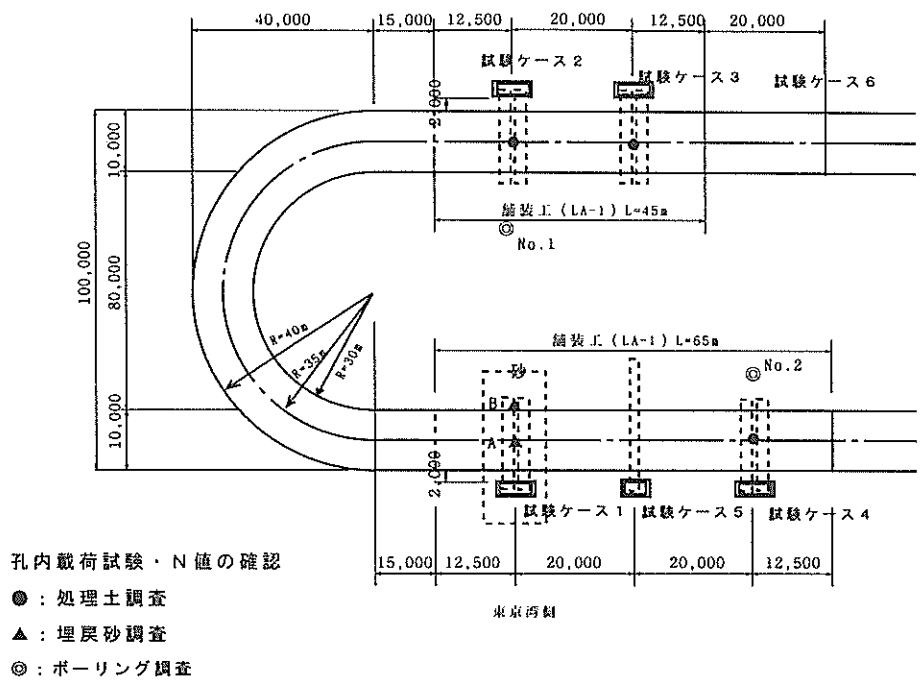 40,000 15,000 12,500 20,000 12,500 20,000
試験ケース2
試験ケース3
試験ケース6
2,000
10,000
舗装工(LA-1) L=45m
No.1
100,000
80,000
R=40m
R=35m
R=30m
舗装工(LA-1) L=65m
砂
No.2
B
A
10,000
2,000
試験ケース1
試験ケース5
試験ケース4
15,000 12,500 20,000 20,000 12,500
東京湾側
孔内載荷試験・N値の確認
●:処理土調査
▲:埋戻砂調査
◎:ボーリング調査